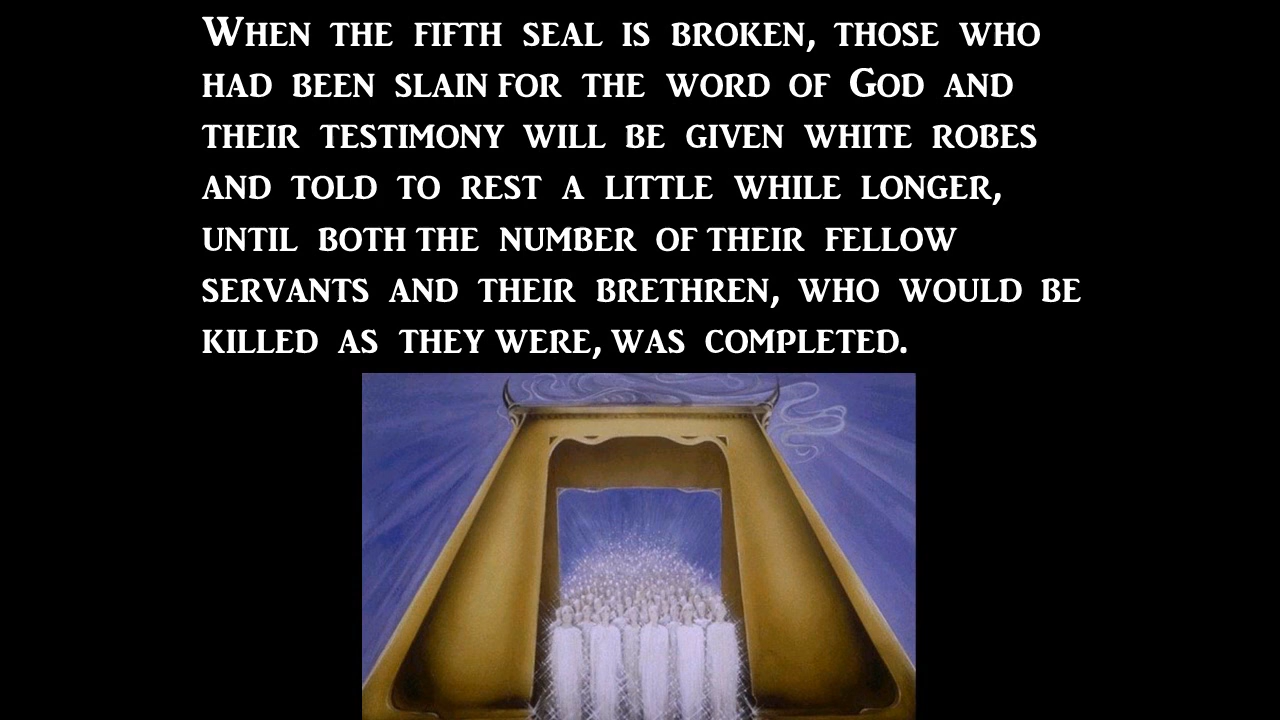 When the fifth seal is broken, those who
had been slain for the word of God and
their testimony will be given white robes
and told to rest a little while longer,
until both the number of their fellow
servants and their brethren, who would be
killed as they were, was completed.